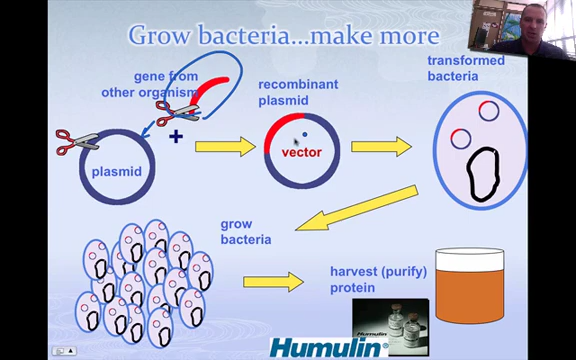 Grow bacteria...make more
gene from
other organism
recombinant
plasmid
transformed
bacteria
+
plasmid
vector
grow
bacteria
harvest (purify)
protein
Humulin
Humulin®